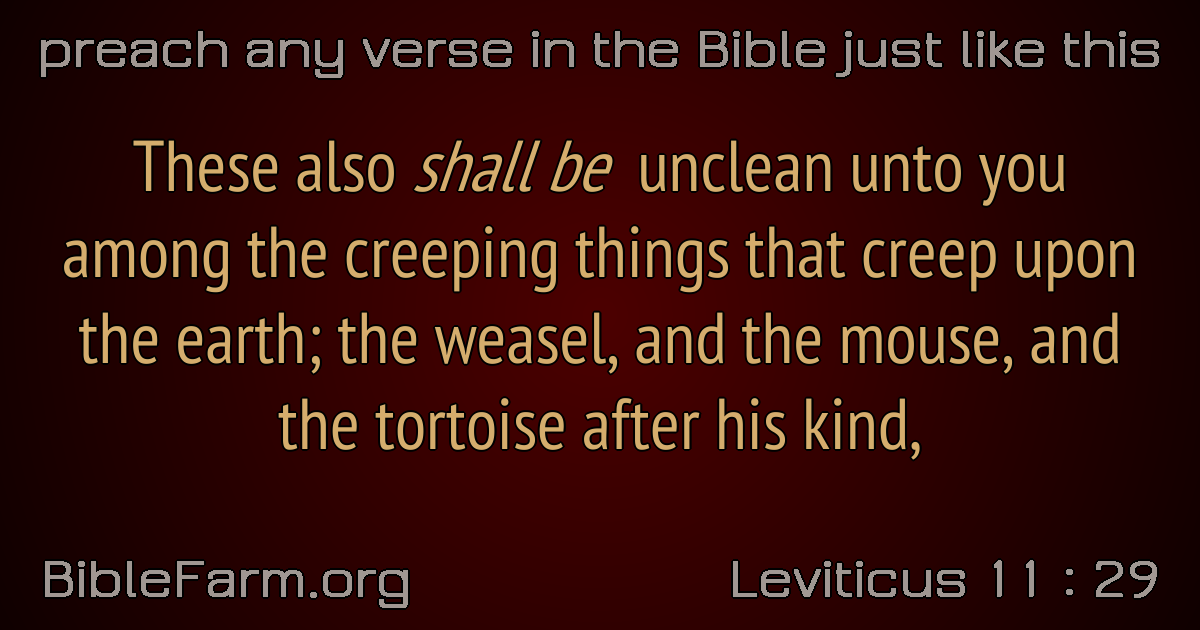 preach any verse in the Bible just like this
These also shall be unclean unto you
among the creeping things that creep upon
the earth; the weasel, and the mouse, and
the tortoise after his kind,
BibleFarm.org
Leviticus 11 : 29